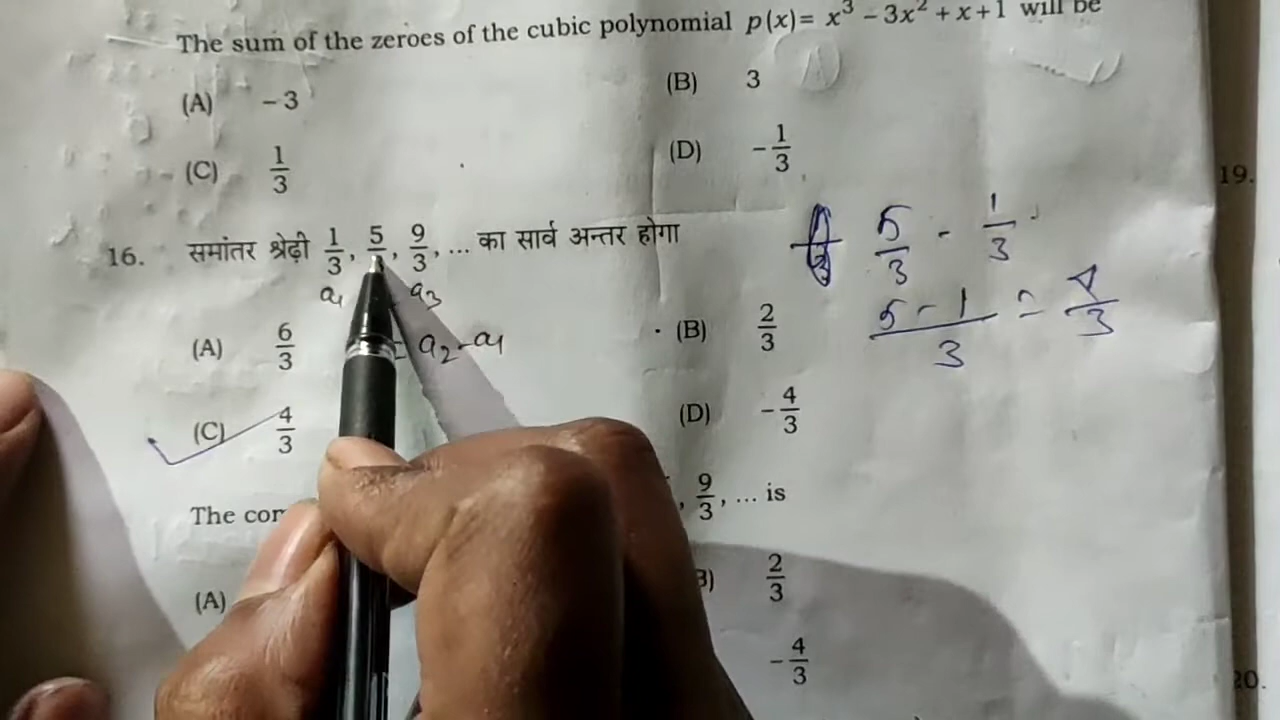 The sum of the zeroes of the cubic polynomial p(x) = x³ – 3x² + x + 1 will be
(A) – 3 (B) 3
(C) 1/3 (D) – 1/3
19.
16. समांतर श्रेढ़ी 1/3, 5/, 9/3, ... का सार्व अन्तर होगा
5/3 - 1/3
a1 a3
5 - 1/3 = 4/3
(A) 6/3 (B) 2/3
= a2 - a1
(C) 4/3 (D) – 4/3
The , 9/3, ... is
(A) 2/3
– 4/3
20.